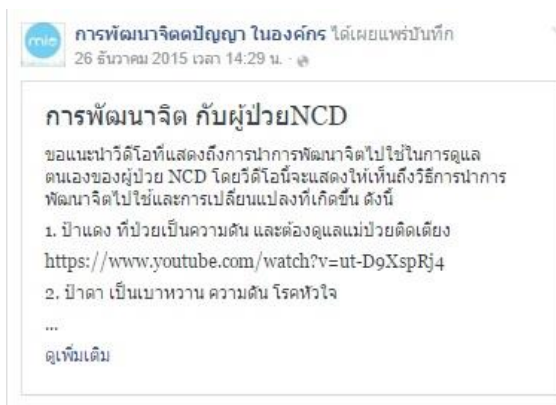 mio
การพัฒนาจิตตปัญญา ในองค์กร ได้เผยแพร่บันทึก
26 ธันวาคม 2015 เวลา 14:29 น. ·
การพัฒนาจิต กับผู้ป่วยNCD
ขอแนะนำวีดีโอที่แสดงถึงการนำการพัฒนาจิตไปใช้ในการดูแล
ตนเองของผู้ป่วย NCD โดยวีดีโอนี้จะแสดงให้เห็นถึงวิธีการนำการ
พัฒนาจิตไปใช้และการเปลี่ยนแปลงที่เกิดขึ้น ดังนี้
1. ป้าแดง ที่ป่วยเป็นความดัน และต้องดูแลแม่ป่วยติดเตียง
https://www.youtube.com/watch?v=ut-D9XspRj4
2. ป้าตา เป็นเบาหวาน ความดัน โรคหัวใจ
...
ดูเพิ่มเติม